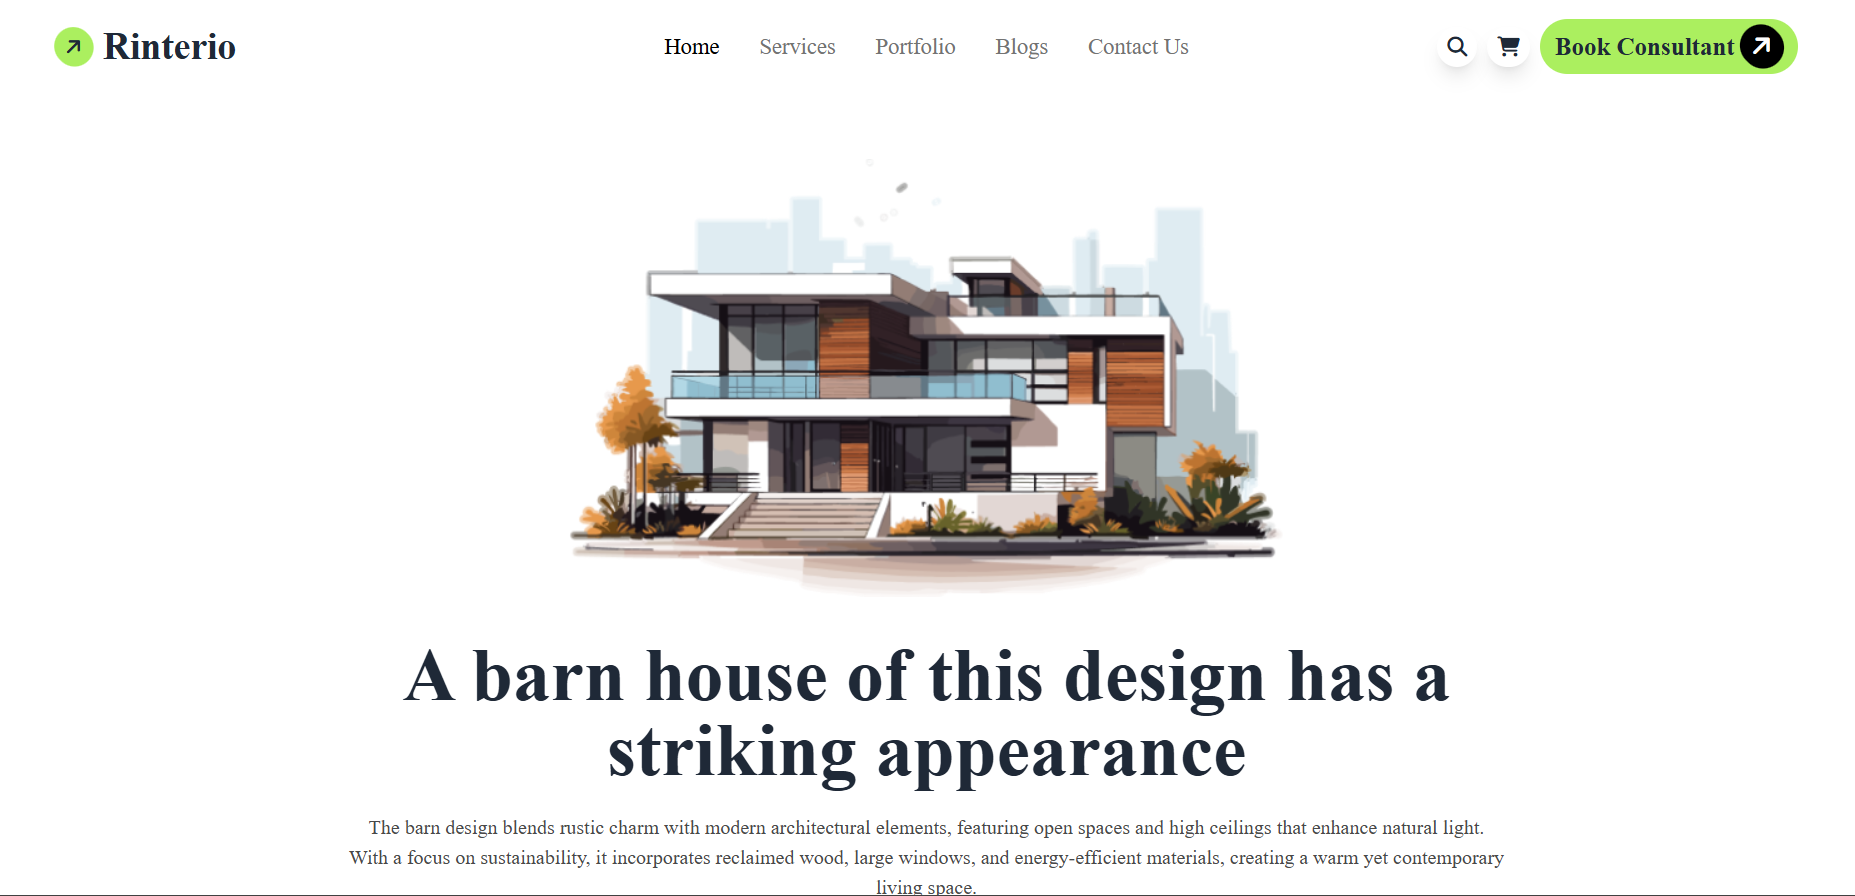 Rinterio
Home
Services
Portfolio
Blogs
Contact Us
Book Consultant
A barn house of this design has a
striking appearance
The barn design blends rustic charm with modern architectural elements, featuring open spaces and high ceilings that enhance natural light.
With a focus on sustainability, it incorporates reclaimed wood, large windows, and energy-efficient materials, creating a warm yet contemporary
living space.